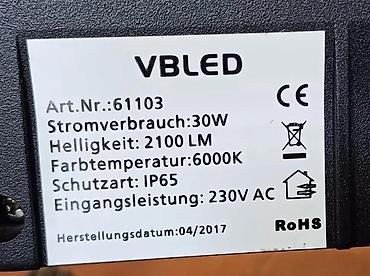 VBLED
Art.Nr.:61103
Stromverbrauch:30W
Helligkeit: 2100 LM
Farbtemperatur:6000K
Schutzart: IP65
Eingangsleistung: 230V AC
Herstellungsdatum:04/2017
CE
RoHS